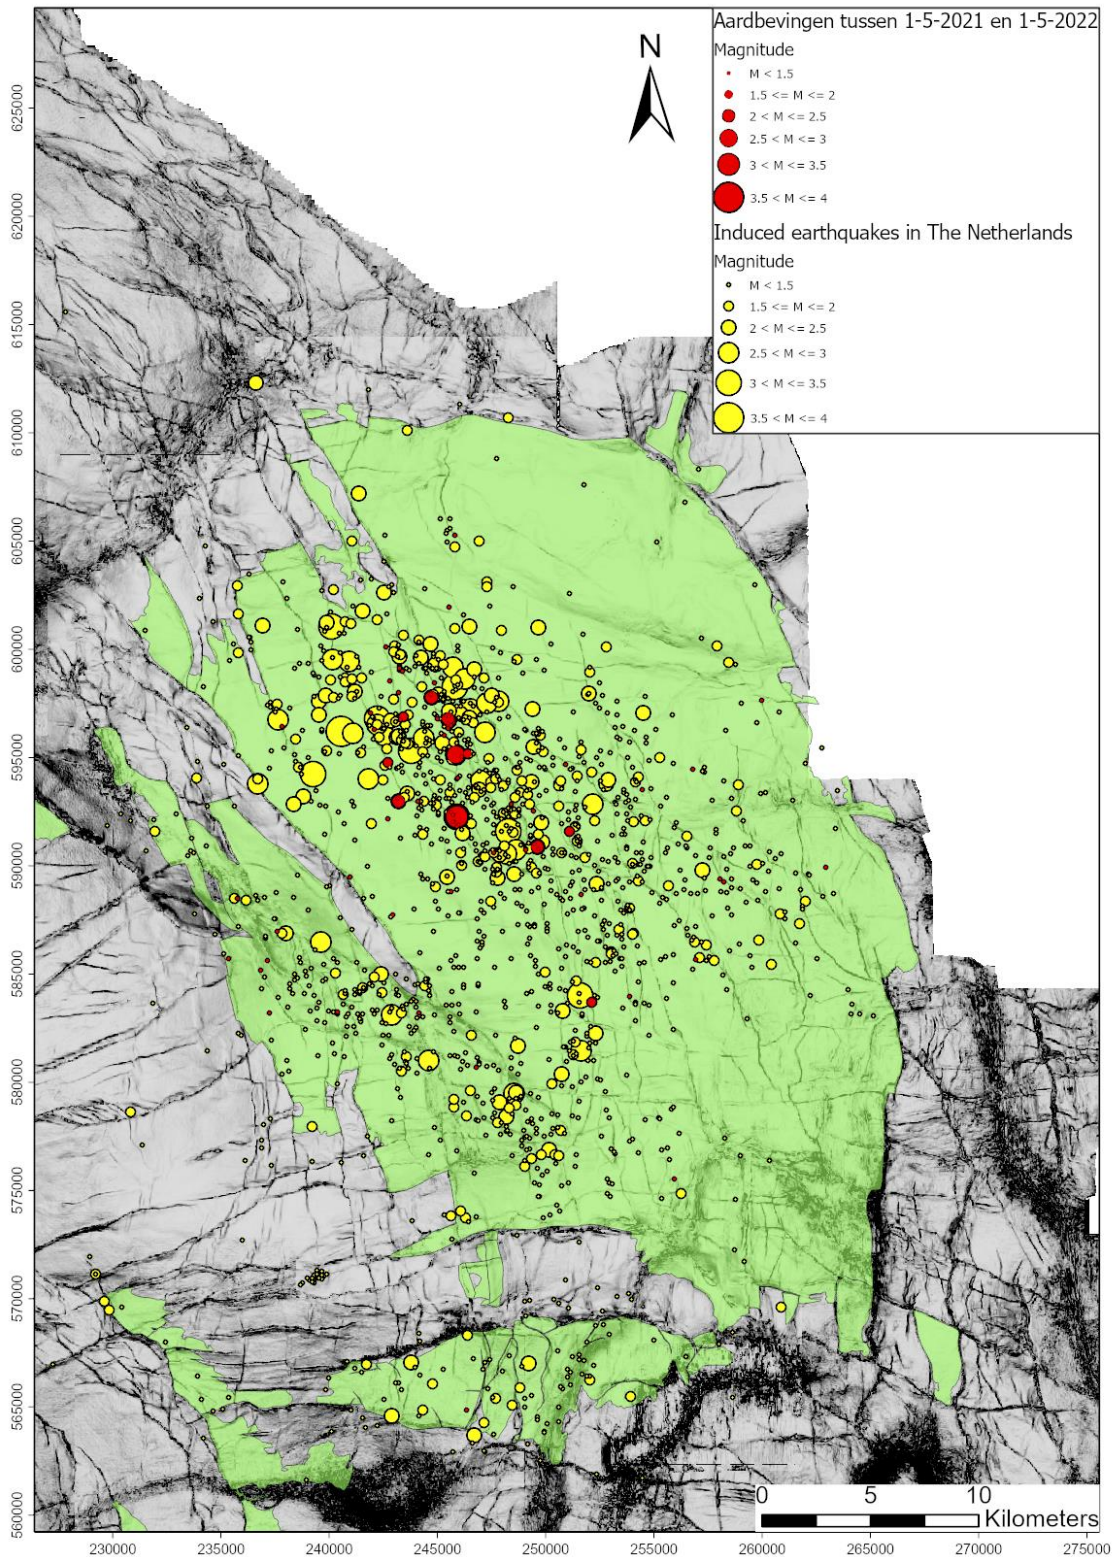 Aardbevingen tussen 1-5-2021 en 1-5-2022
Magnitude
M < 1.5
1.5 <= M <= 2
2 < M <= 2.5
2.5 < M <= 3
3 < M <= 3.5
3.5 < M <= 4
Induced earthquakes in The Netherlands
Magnitude
M < 1.5
1.5 <= M <= 2
2 < M <= 2.5
2.5 < M <= 3
3 < M <= 3.5
3.5 < M <= 4
N
625000
620000
615000
610000
605000
600000
595000
590000
585000
580000
575000
570000
565000
560000
0 5 10
Kilometers
230000 235000 240000 245000 250000 255000 260000 265000 270000 275000